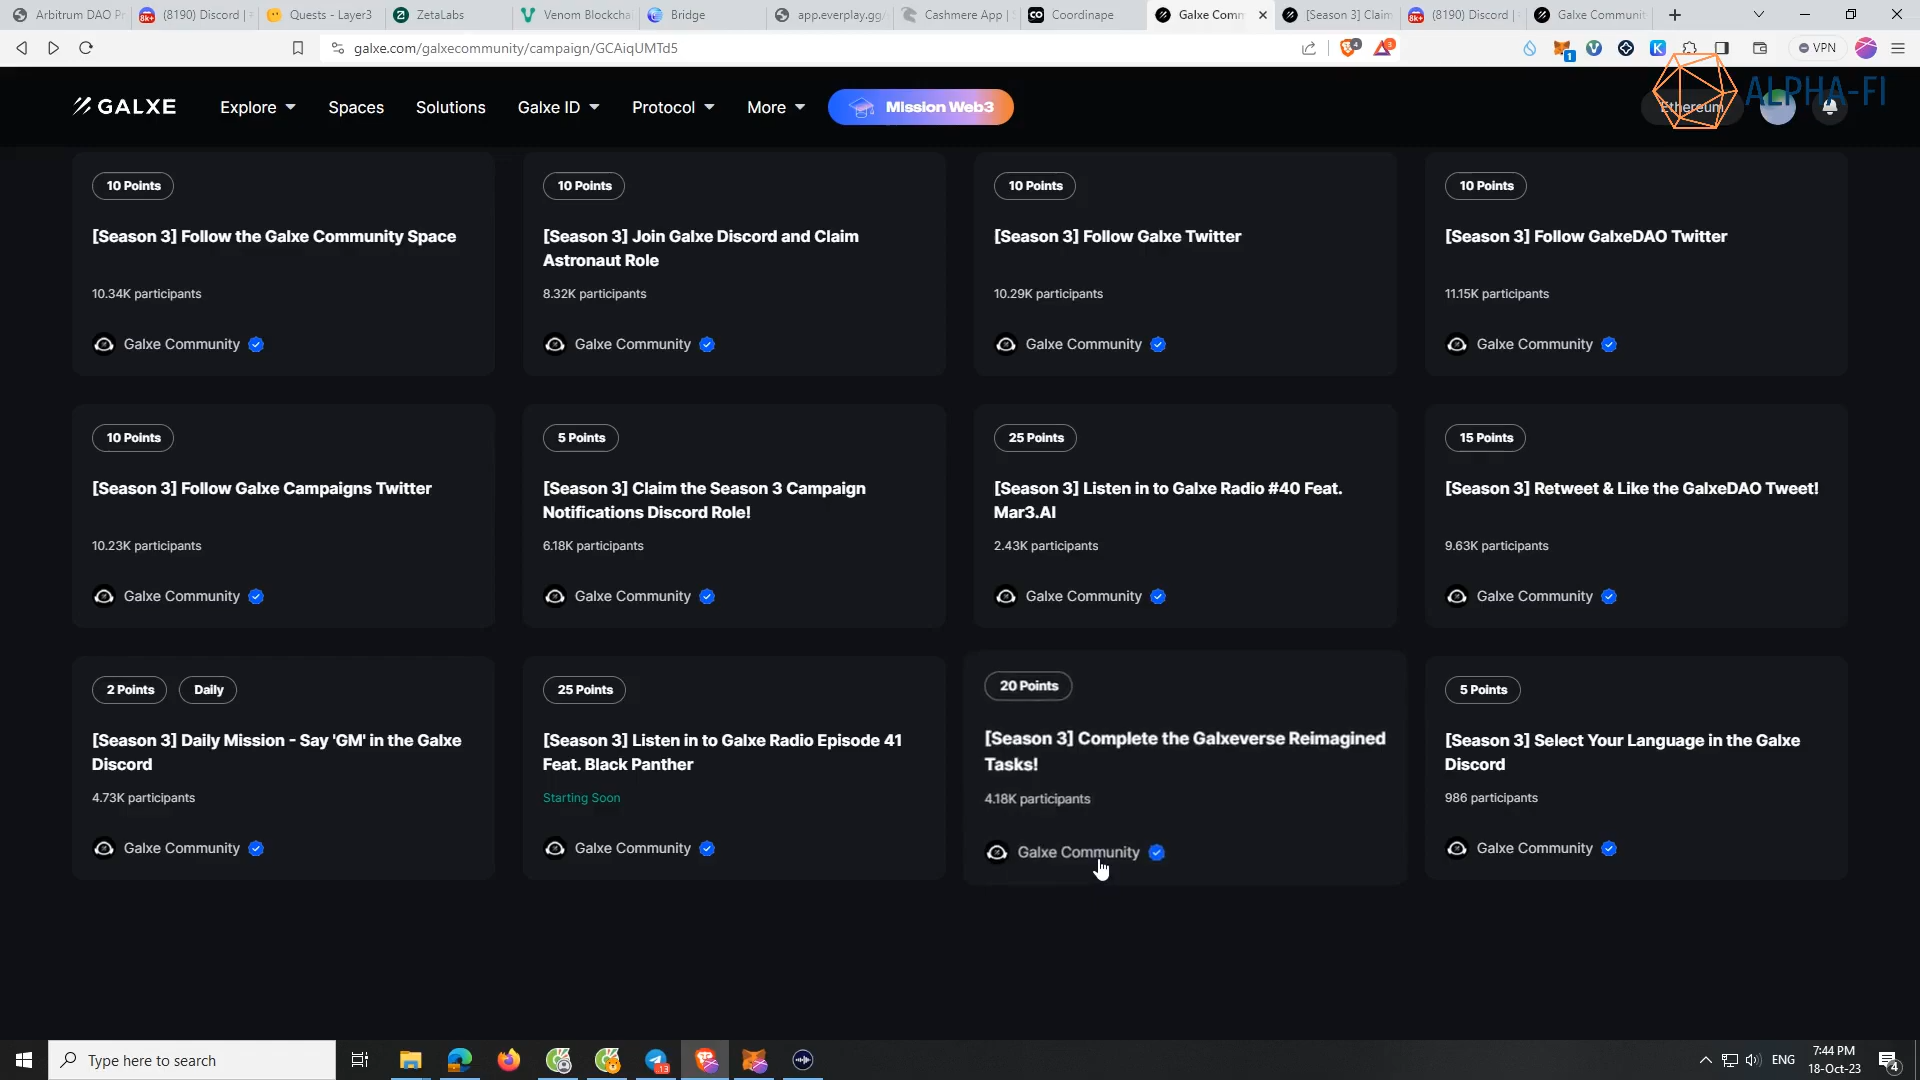 Arbitrum DAO Pr
(8190) Discord |
Quests - Layer3
ZetaLabs
Venom Blockcha
Bridge
app.everplay.gg/
Cashmere App |
Coordinape
Galxe Comm
[Season 3] Claim
(8190) Discord |
Galxe Communit
galxe.com/galxecommunity/campaign/GCAiqUMTd5
VPN
GALXE
Explore
Spaces
Solutions
Galxe ID
Protocol
More
Mission Web3
Ethereum
ALPHA-FI
10 Points
[Season 3] Follow the Galxe Community Space
10.34K participants
Galxe Community
10 Points
[Season 3] Join Galxe Discord and Claim
Astronaut Role
8.32K participants
Galxe Community
10 Points
[Season 3] Follow Galxe Twitter
10.29K participants
Galxe Community
10 Points
[Season 3] Follow GalxeDAO Twitter
11.15K participants
Galxe Community
10 Points
[Season 3] Follow Galxe Campaigns Twitter
10.23K participants
Galxe Community
5 Points
[Season 3] Claim the Season 3 Campaign
Notifications Discord Role!
6.18K participants
Galxe Community
25 Points
[Season 3] Listen in to Galxe Radio #40 Feat.
Mar3.AI
2.43K participants
Galxe Community
15 Points
[Season 3] Retweet & Like the GalxeDAO Tweet!
9.63K participants
Galxe Community
2 Points
Daily
[Season 3] Daily Mission - Say 'GM' in the Galxe
Discord
4.73K participants
Galxe Community
25 Points
[Season 3] Listen in to Galxe Radio Episode 41
Feat. Black Panther
Starting Soon
Galxe Community
20 Points
[Season 3] Complete the Galxeverse Reimagined
Tasks!
4.18K participants
Galxe Community
5 Points
[Season 3] Select Your Language in the Galxe
Discord
986 participants
Galxe Community
Type here to search
13
ENG
7:44 PM
18-Oct-23
4